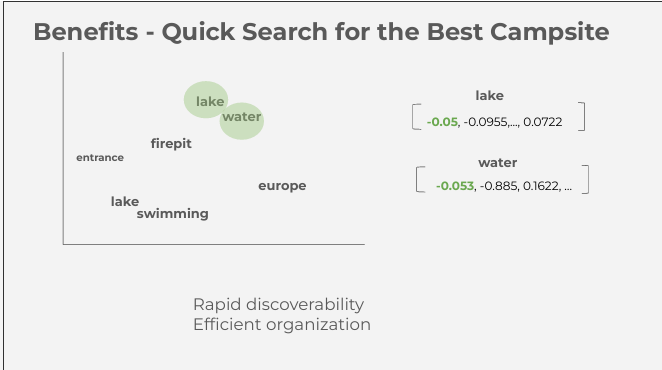 Benefits - Quick Search for the Best Campsite
lake
water
firepit
entrance
europe
lake
swimming
lake
-0.05, -0.0955,..., 0.0722
water
-0.053, -0.885, 0.1622, ...
Rapid discoverability
Efficient organization